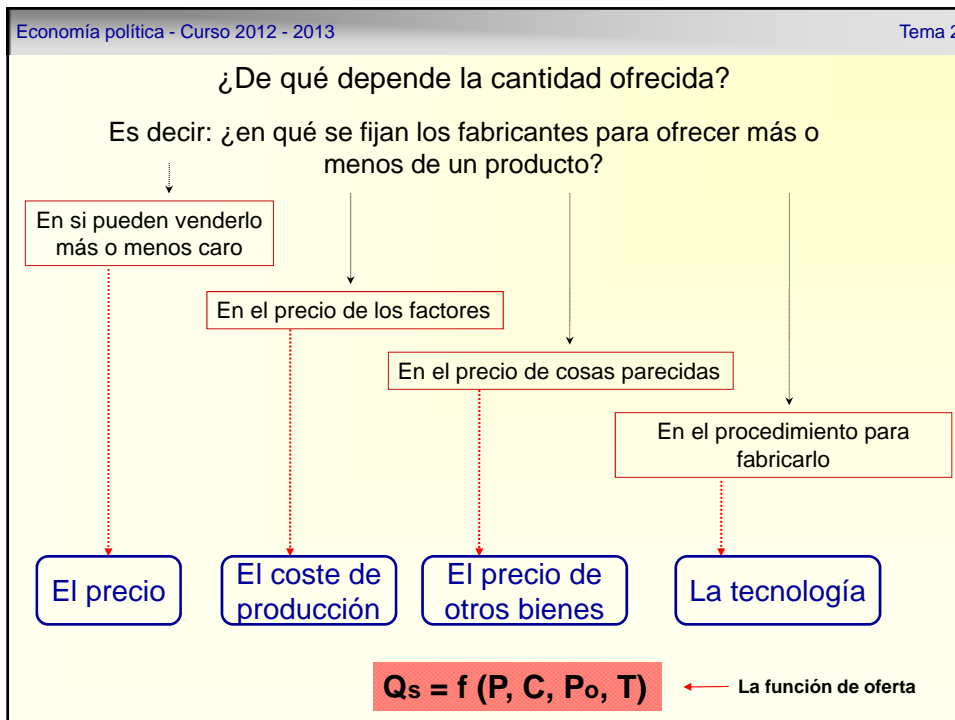 Economía política - Curso 2012 - 2013
Tema 2
¿De qué depende la cantidad ofrecida?
Es decir: ¿en qué se fijan los fabricantes para ofrecer más o
menos de un producto?
En si pueden venderlo
más o menos caro
En el precio de los factores
En el precio de cosas parecidas
En el procedimiento para
fabricarlo
El precio
El coste de
producción
El precio de
otros bienes
La tecnología
Qs = f (P, C, Po, T)
La función de oferta